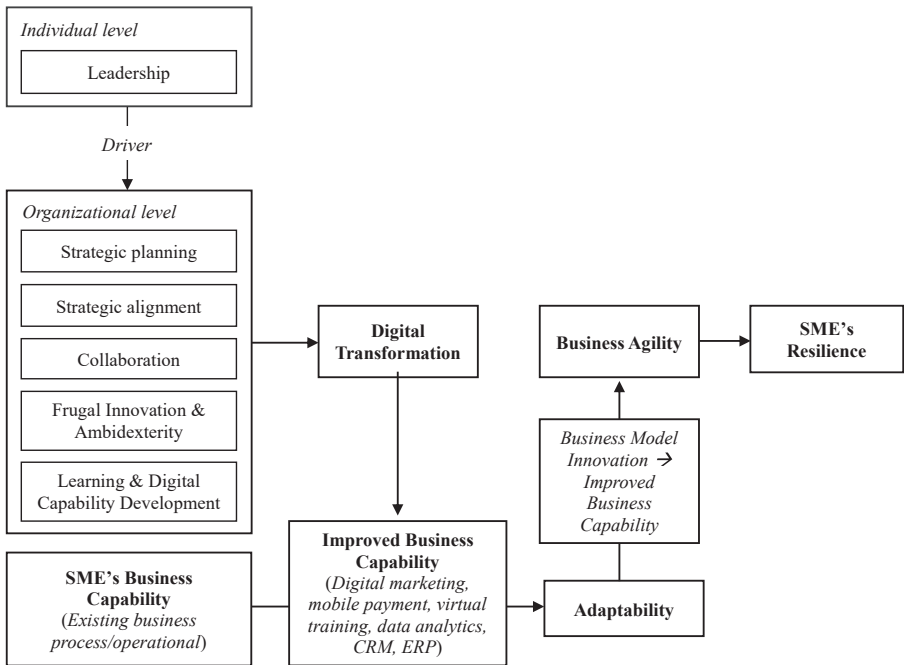 Individual level
Leadership
Driver
Organizational level
Strategic planning
Strategic alignment
Collaboration
Frugal Innovation &
Ambidexterity
Learning & Digital
Capability Development
SME's Business
Capability
(Existing business
process/operational)
Digital
Transformation
Improved Business
Capability
(Digital marketing,
mobile payment, virtual
training, data analytics,
CRM, ERP)
Adaptability
Business Model
Innovation →
Improved
Business
Capability
Business Agility
SME's
Resilience